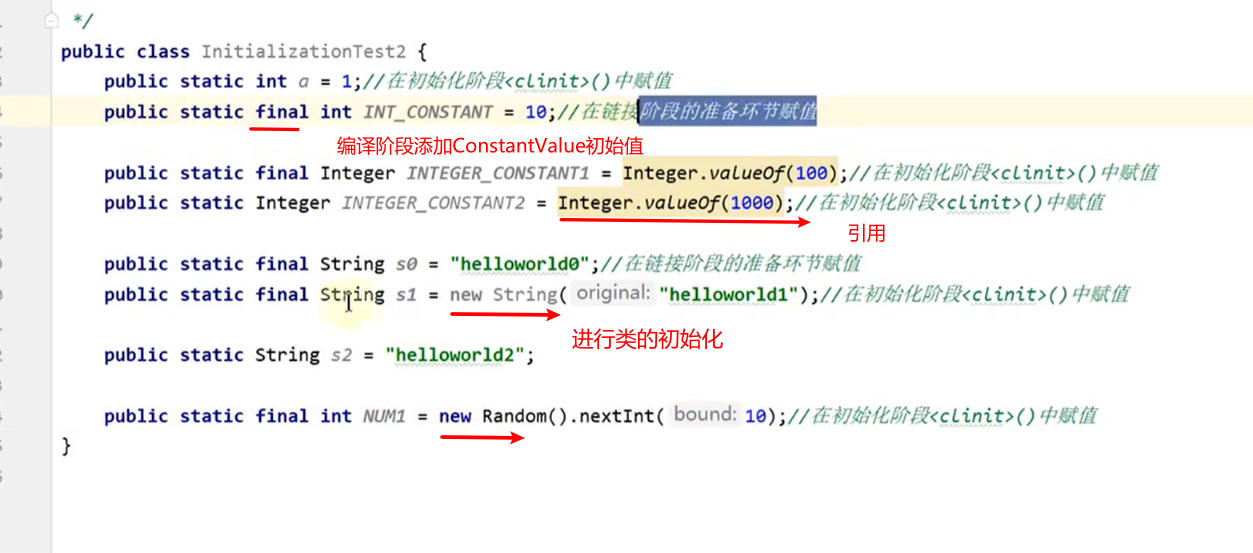 */
public class InitializationTest2 {
public static int a = 1;//在初始化阶段<clinit>()中赋值
public static final int INT_CONSTANT = 10;//在链接阶段的准备环节赋值
编译阶段添加ConstantValue初始值
public static final Integer INTEGER_CONSTANT1 = Integer.valueOf(100);//在初始化阶段<clinit>()中赋值
public static Integer INTEGER_CONSTANT2 = Integer.valueOf(1000);//在初始化阶段<clinit>()中赋值
引用
public static final String s0 = "helloworld0";//在链接阶段的准备环节赋值
public static final String s1 = new String( original: "helloworld1");//在初始化阶段<clinit>()中赋值
进行类的初始化
public static String s2 = "helloworld2";
public static final int NUM1 = new Random().nextInt( bound: 10);//在初始化阶段<clinit>()中赋值
}